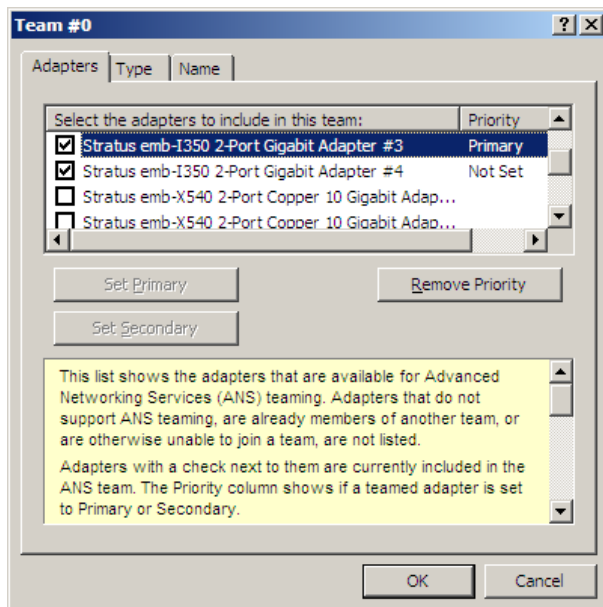 Team #0
Adapters Type Name
Select the adapters to include in this team: Priority
Stratus emb-I350 2-Port Gigabit Adapter #3 Primary
Stratus emb-I350 2-Port Gigabit Adapter #4 Not Set
Stratus emb-X540 2-Port Copper 10 Gigabit Adap...
Stratus emb-X540 2-Port Copper 10 Gigabit Adap...
Set Primary Remove Priority
Set Secondary
This list shows the adapters that are available for Advanced
Networking Services (ANS) teaming. Adapters that do not
support ANS teaming, are already members of another team, or
are otherwise unable to join a team, are not listed.
Adapters with a check next to them are currently included in the
ANS team. The Priority column shows if a teamed adapter is set
to Primary or Secondary.
OK Cancel